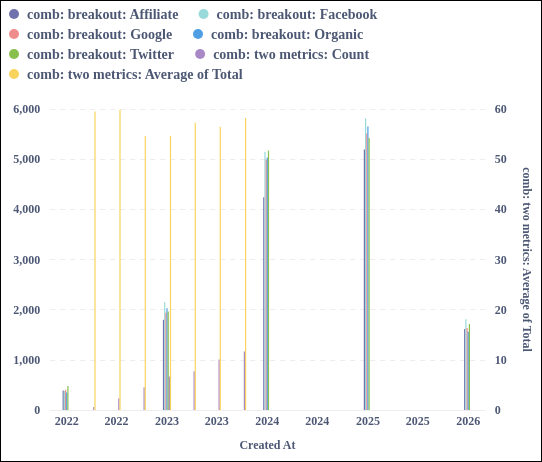 comb: breakout: Affiliate comb: breakout: Facebook
comb: breakout: Google comb: breakout: Organic
comb: breakout: Twitter comb: two metrics: Count
comb: two metrics: Average of Total
6,000 60
5,000 50
4,000 40
3,000 30
2,000 20
1,000 10
0 0
comb: two metrics: Average of Total
2022 2022 2023 2023 2024 2024 2025 2025 2026
Created At